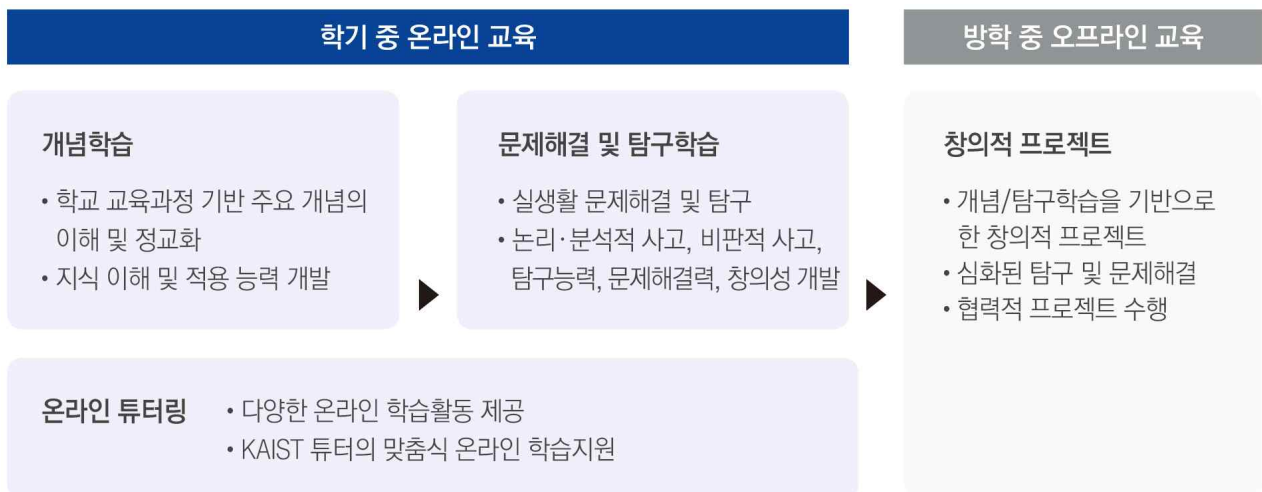 학기 중 온라인 교육
방학 중 오프라인 교육
개념학습
• 학교 교육과정 기반 주요 개념의
이해 및 정교화
• 지식 이해 및 적용 능력 개발
문제해결 및 탐구학습
• 실생활 문제해결 및 탐구
• 논리·분석적 사고, 비판적 사고,
탐구능력, 문제해결력, 창의성 개발
창의적 프로젝트
• 개념/탐구학습을 기반으로
한 창의적 프로젝트
• 심화된 탐구 및 문제해결
• 협력적 프로젝트 수행
온라인 튜터링
• 다양한 온라인 학습활동 제공
• KAIST 튜터의 맞춤식 온라인 학습지원